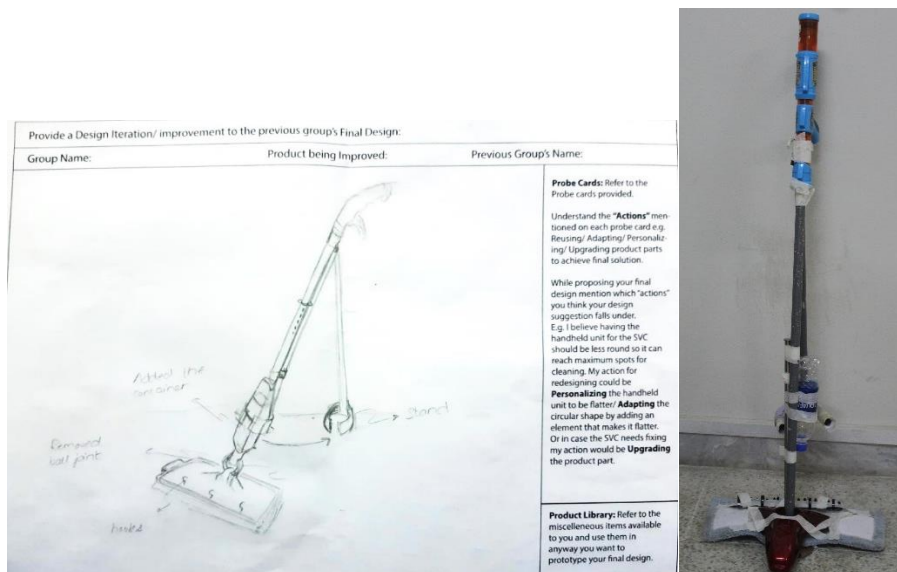 Provide a Design Iteration/ improvement to the previous group's Final Design:
Group Name: Product being Improved: Previous Group's Name:
Probe Cards: Refer to the
Probe cards provided.
Understand the "Actions" men-
tioned on each probe card e.g.
Reusing/ Adapting/ Personaliz-
ing/ Upgrading product parts
to achieve final solution.
While proposing your final
design mention which "actions"
you think your design
suggestion falls under.
E.g. I believe having the
handheld unit for the SVC
should be less round so it can
reach maximum spots for
cleaning. My action for
redesigning could be
Personalizing the handheld
unit to be flatter/ Adapting the
circular shape by adding an
element that makes it flatter.
Or in case the SVC needs fixing
my action would be Upgrading
the product part.
Added the
container
Stand
Removed
ball joint
hooks
Product Library: Refer to the
miscelleneous items available
to you and use them in
anyway you want to
prototype your final design.